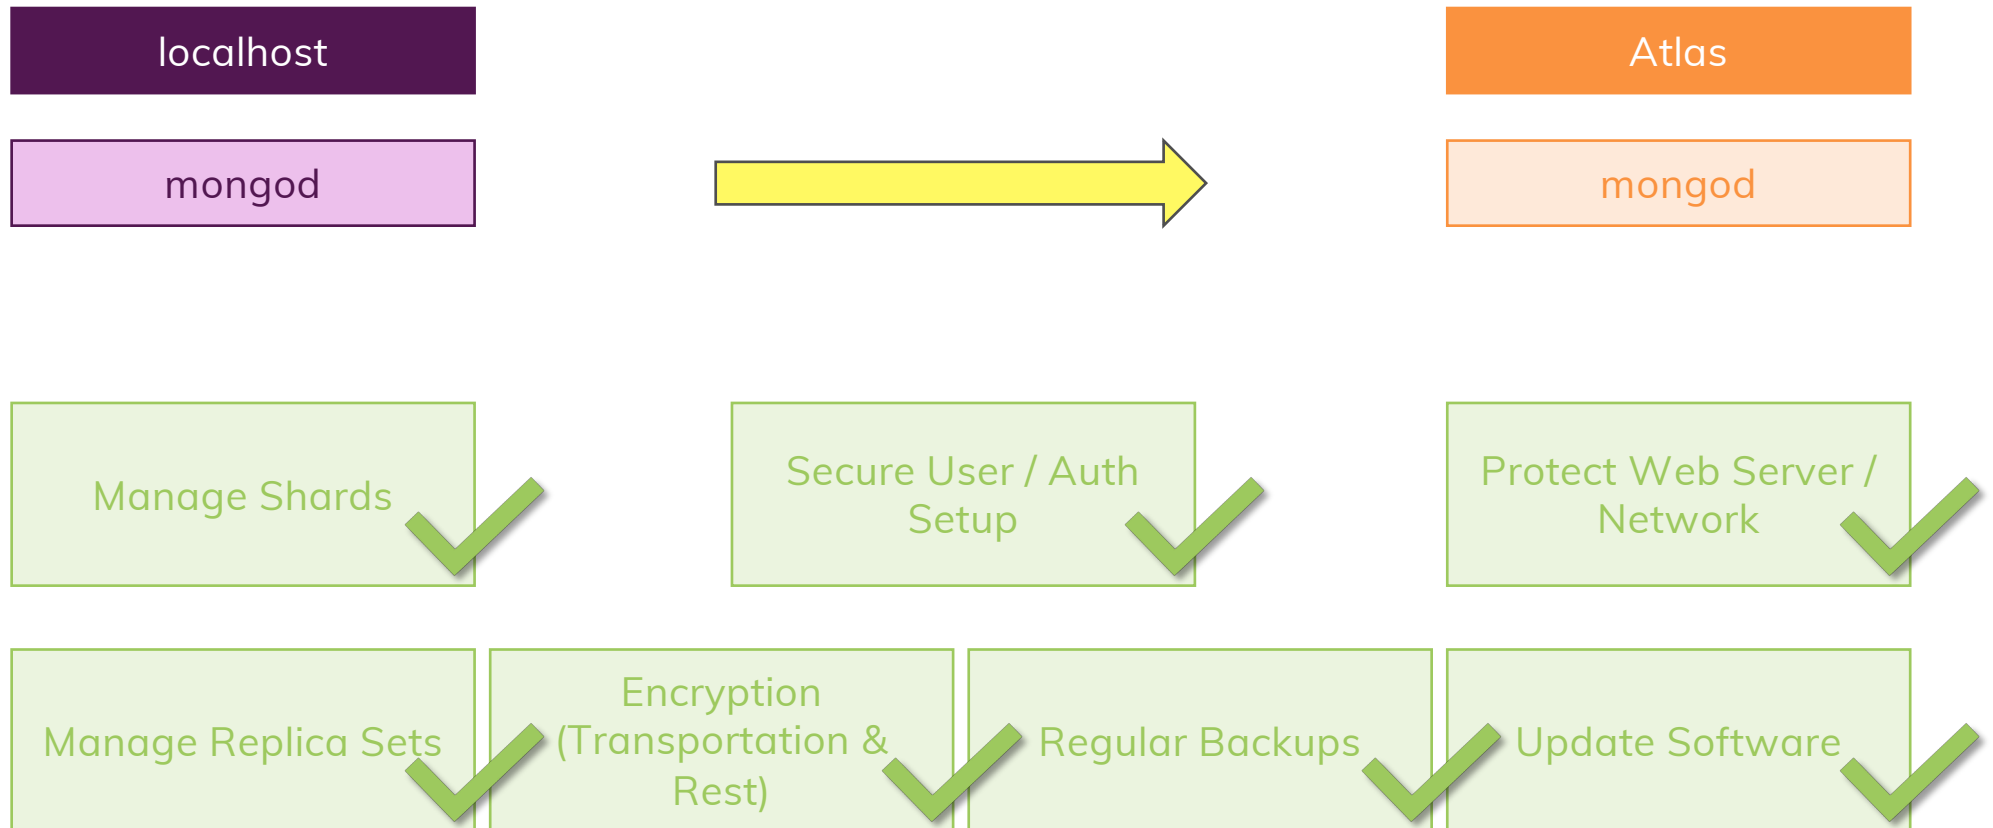 localhost
Atlas
mongod
mongod
Manage Shards
Secure User / Auth
Setup
Protect Web Server /
Network
Manage Replica Sets
Encryption
(Transportation &
Rest)
Regular Backups
Update Software